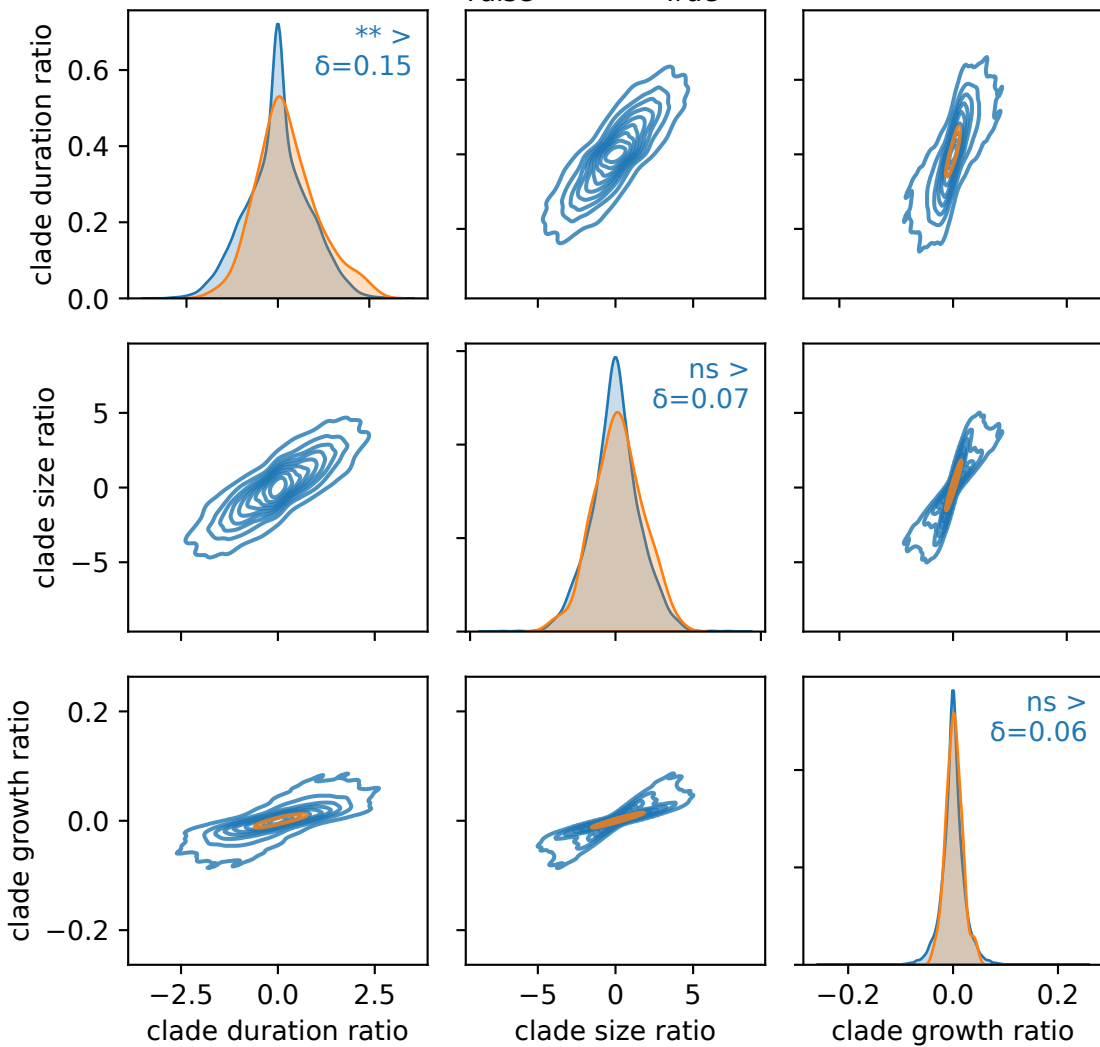 clade duration ratio
0.6
0.4
0.2
0.0
** >
δ=0.15
clade size ratio
5
0
−5
ns >
δ=0.07
clade growth ratio
0.2
0.0
−0.2
ns >
δ=0.06
−2.5 0.0 2.5
−5 0 5
−0.2 0.0 0.2
clade duration ratio
clade size ratio
clade growth ratio